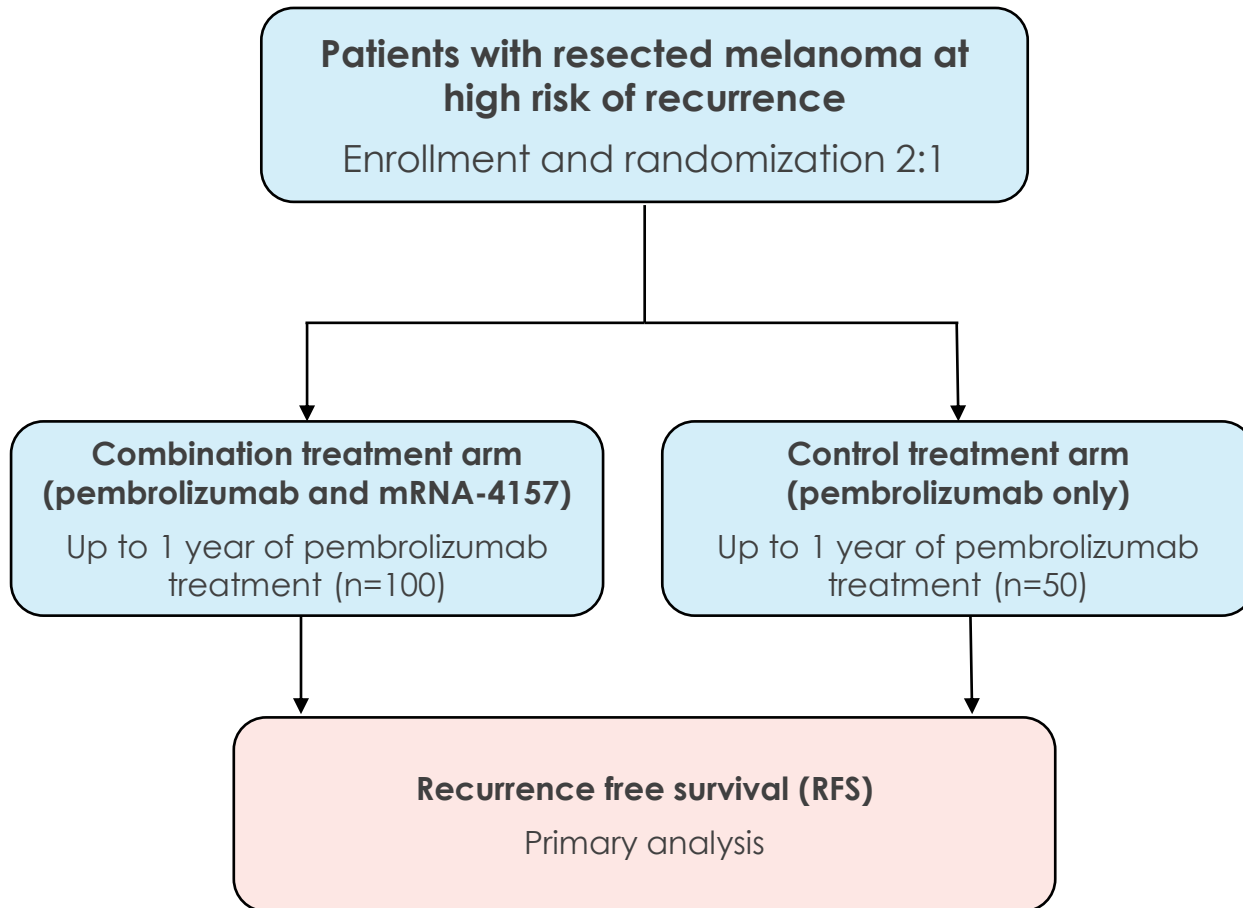 Patients with resected melanoma at
high risk of recurrence
Enrollment and randomization 2:1
Combination treatment arm
(pembrolizumab and mRNA-4157)
Up to 1 year of pembrolizumab
treatment (n=100)
Control treatment arm
(pembrolizumab only)
Up to 1 year of pembrolizumab
treatment (n=50)
Recurrence free survival (RFS)
Primary analysis